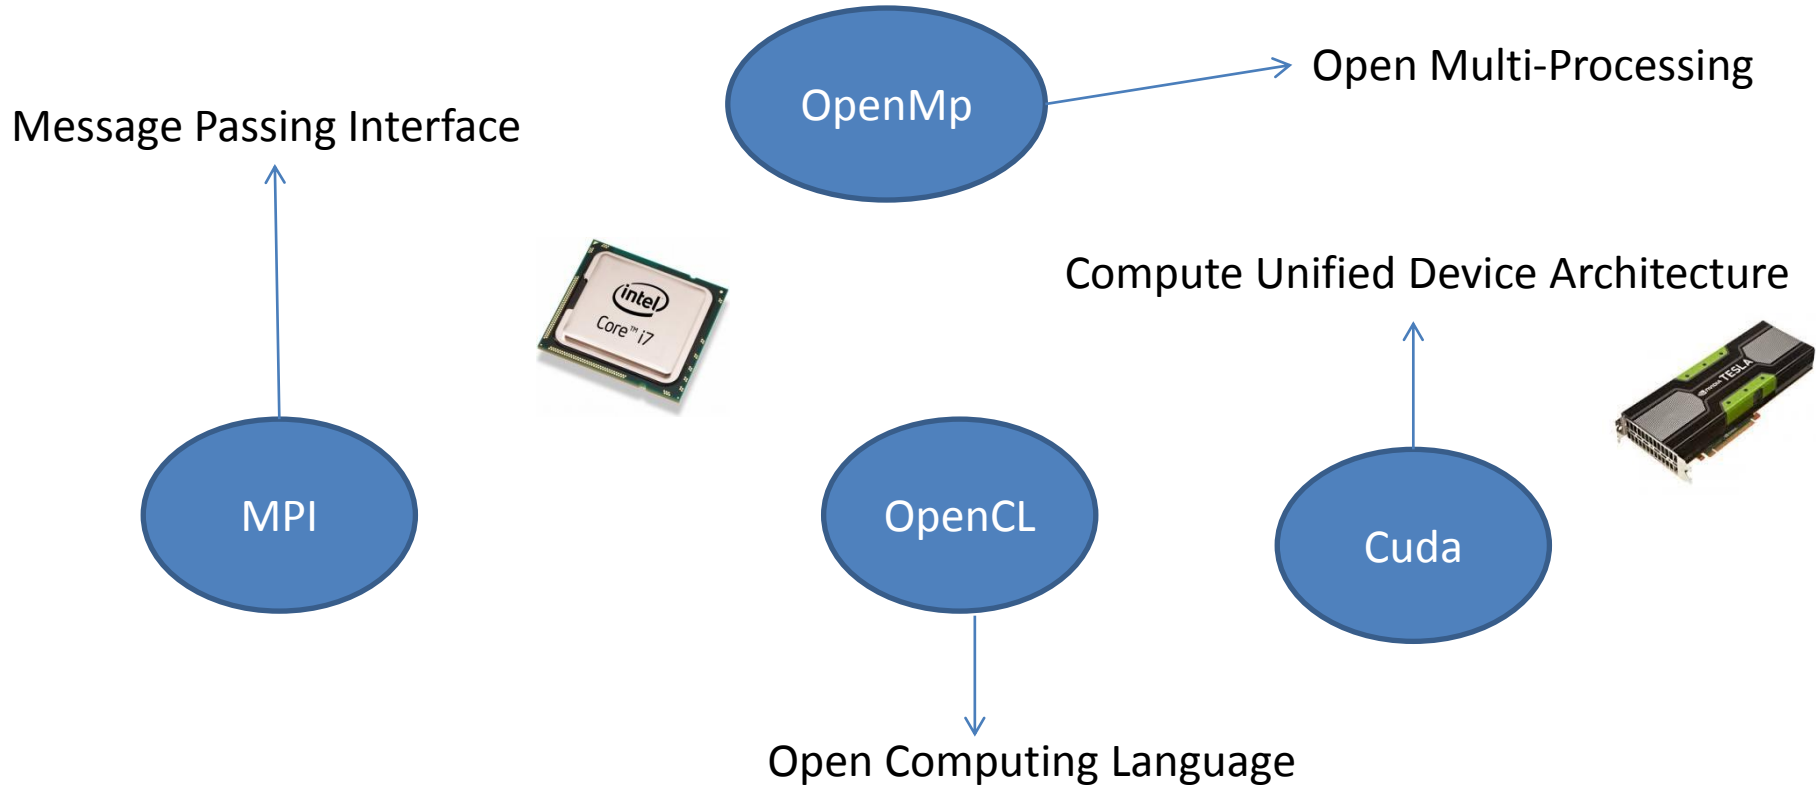 OpenMp
Open Multi-Processing
Message Passing Interface
Compute Unified Device Architecture
intel
Core™ i7
nVIDIA TESLA
MPI
OpenCL
Cuda
Open Computing Language